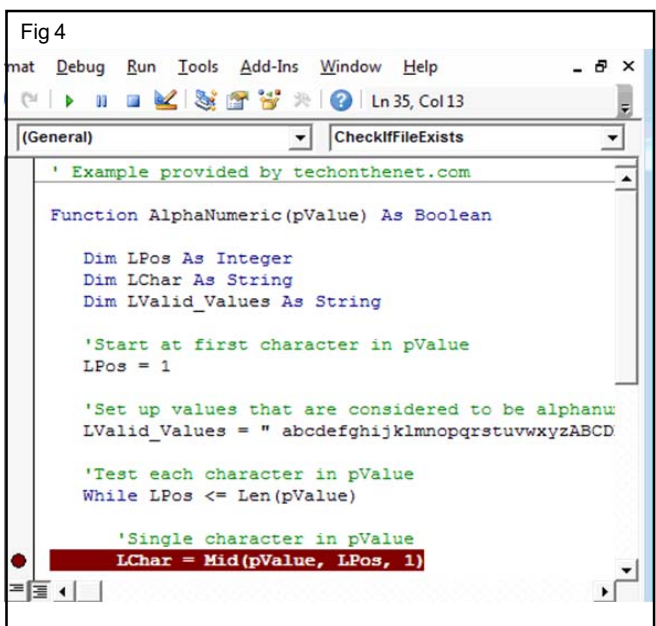 Fig 4
mat Debug Run Tools Add-Ins Window Help
Ln 35, Col 13
(General) CheckIfFileExists
' Example provided by techonthenet.com
Function AlphaNumeric(pValue) As Boolean
Dim LPos As Integer
Dim LChar As String
Dim LValid_Values As String
'Start at first character in pValue
LPos = 1
'Set up values that are considered to be alphanu
LValid_Values = " abcdefghijklmnopqrstuvwxyzABCD
'Test each character in pValue
While LPos <= Len(pValue)
'Single character in pValue
LChar = Mid(pValue, LPos, 1)